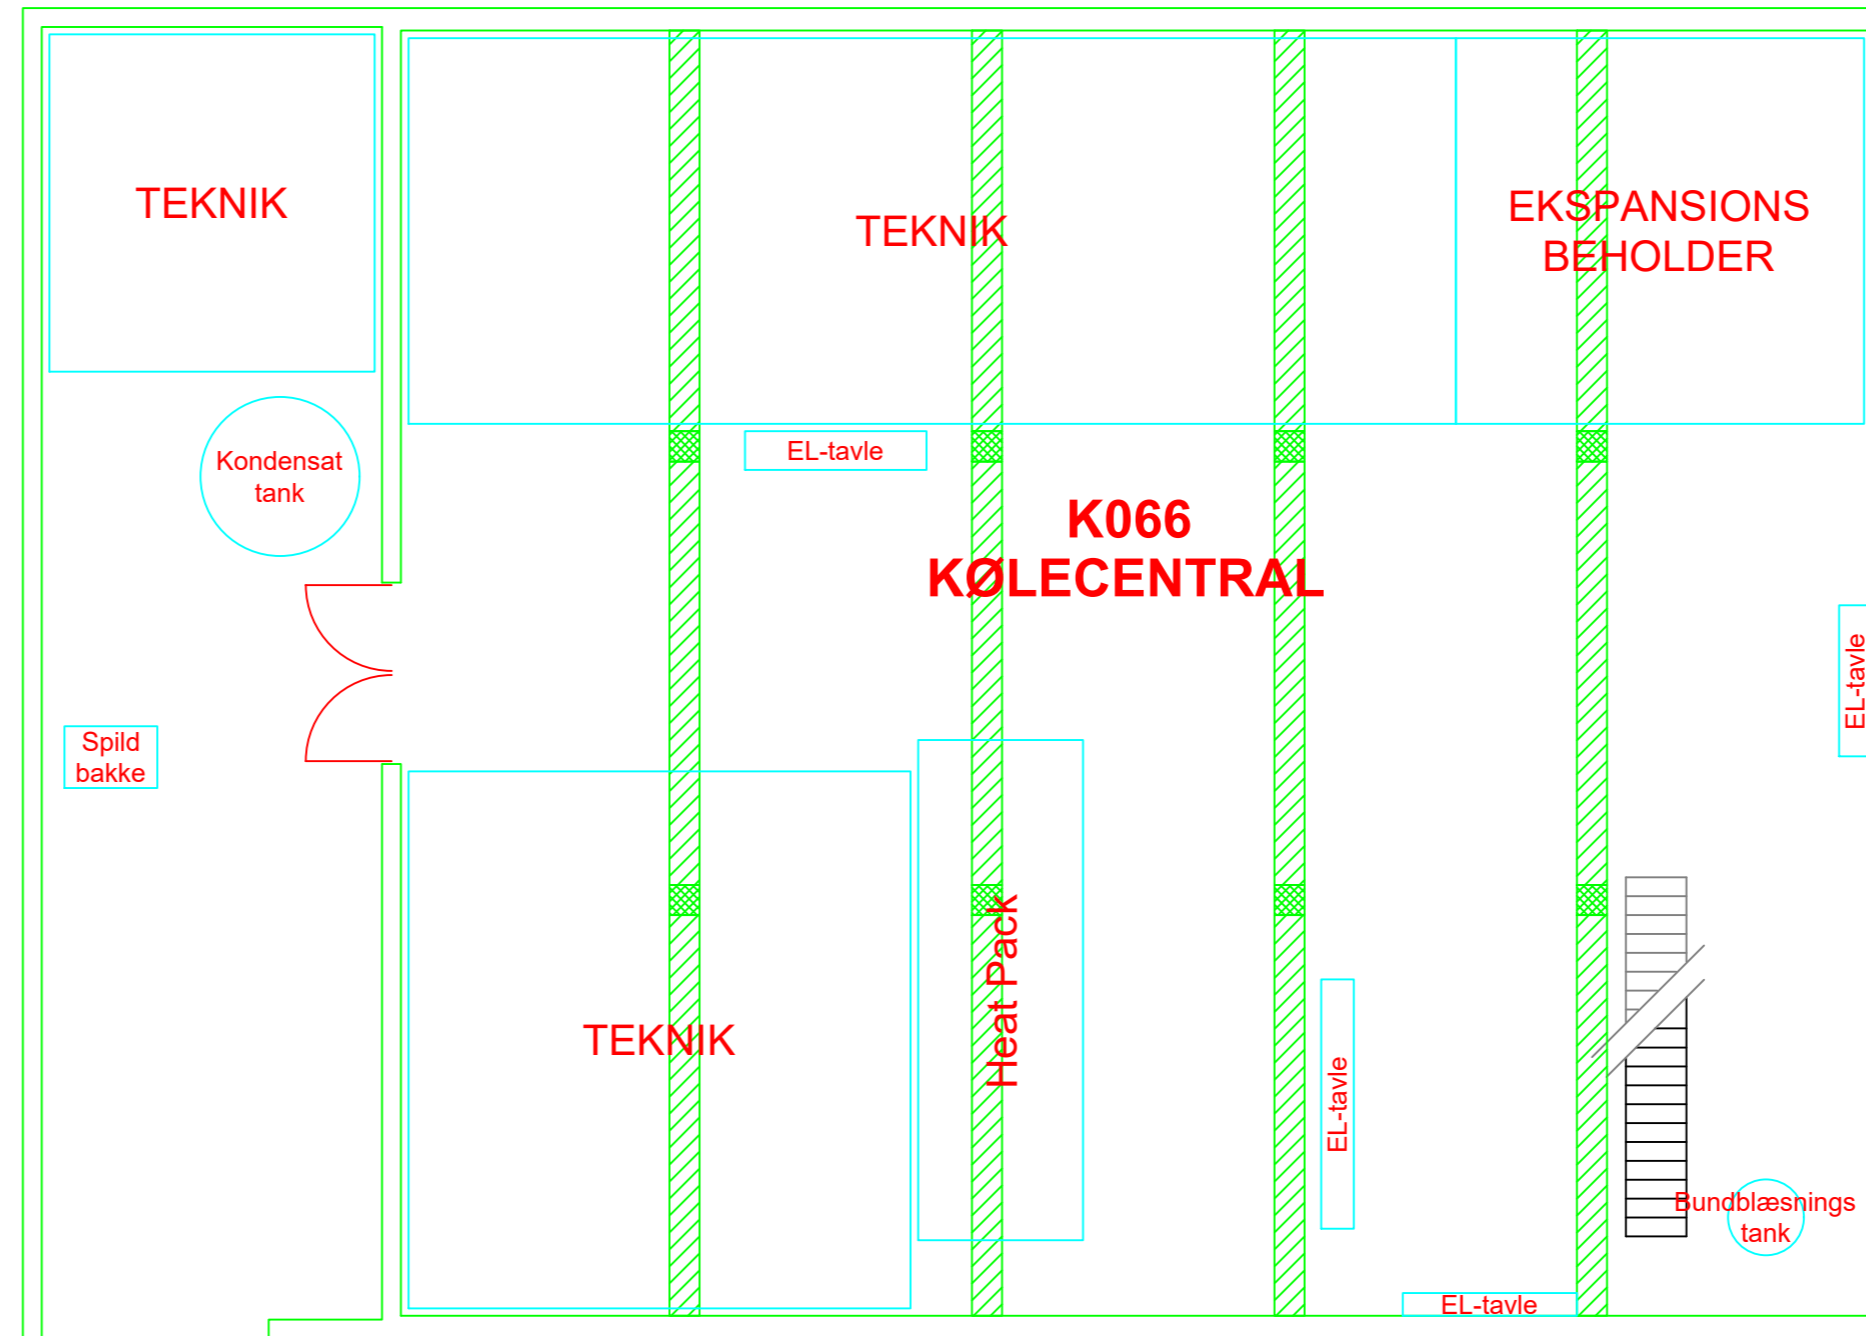 TEKNIK
TEKNIK
EKSPANSIONS
BEHOLDER
Kondensat
tank
EL-tavle
K066
KØLECENTRAL
EL-tavle
Spild
bakke
TEKNIK
Heat Pack
EL-tavle
Bundblæsnings
tank
EL-tavle